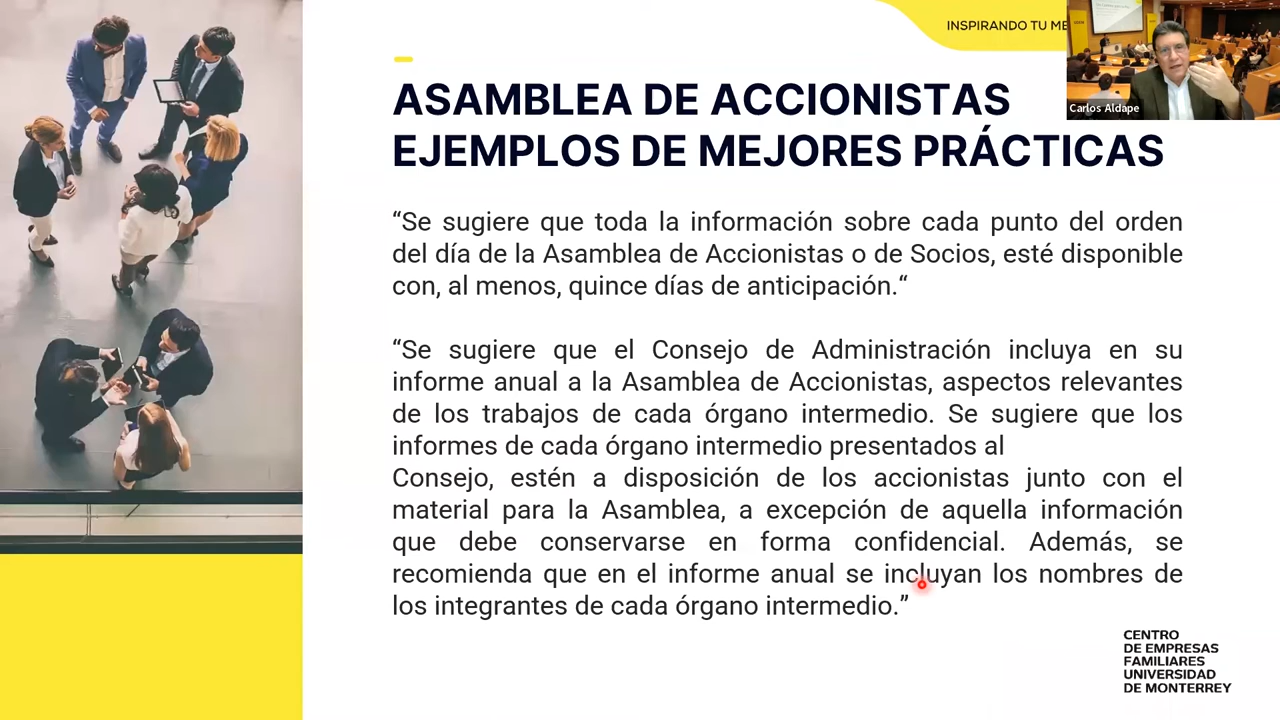 INSPIRANDO TU ME
Carlos Aldape
ASAMBLEA DE ACCIONISTAS
EJEMPLOS DE MEJORES PRÁCTICAS
“Se sugiere que toda la información sobre cada punto del orden
del día de la Asamblea de Accionistas o de Socios, esté disponible
con, al menos, quince días de anticipación.“
“Se sugiere que el Consejo de Administración incluya en su
informe anual a la Asamblea de Accionistas, aspectos relevantes
de los trabajos de cada órgano intermedio. Se sugiere que los
informes de cada órgano intermedio presentados al
Consejo, estén a disposición de los accionistas junto con el
material para la Asamblea, a excepción de aquella información
que debe conservarse en forma confidencial. Además, se
recomienda que en el informe anual se incluyan los nombres de
los integrantes de cada órgano intermedio.”
CENTRO
DE EMPRESAS
FAMILIARES
UNIVERSIDAD
DE MONTERREY